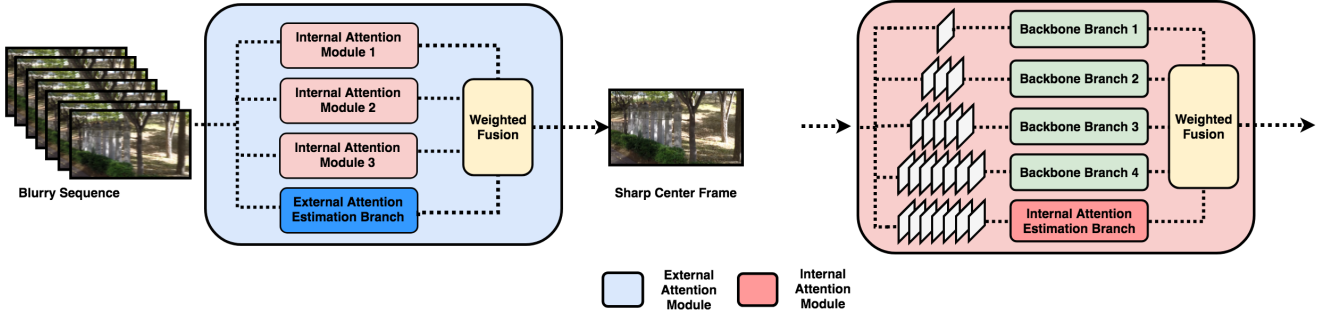 Blurry Sequence
Internal Attention
Module 1
Internal Attention
Module 2
Internal Attention
Module 3
External Attention
Estimation Branch
Weighted
Fusion
Sharp Center Frame
Backbone Branch 1
Backbone Branch 2
Backbone Branch 3
Backbone Branch 4
Internal Attention
Estimation Branch
Weighted
Fusion
External
Attention
Module
Internal
Attention
Module